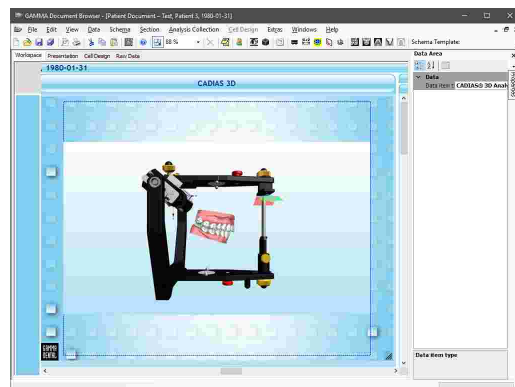 GAMMA Document Browser - [Patient Document - Test, Patient S, 1980-01-31]
File Edit View Data Schema Section Analysis Collection Cell Design Extras Windows Help
88 %
Schema Template:
Workspace Presentation Cell Design Raw Data
Data Area
1980-01-31
CADIAS 3D
Data
Data item t CADIAS® 3D Anal
Properties
GAMMA
DENTAL
Data item type